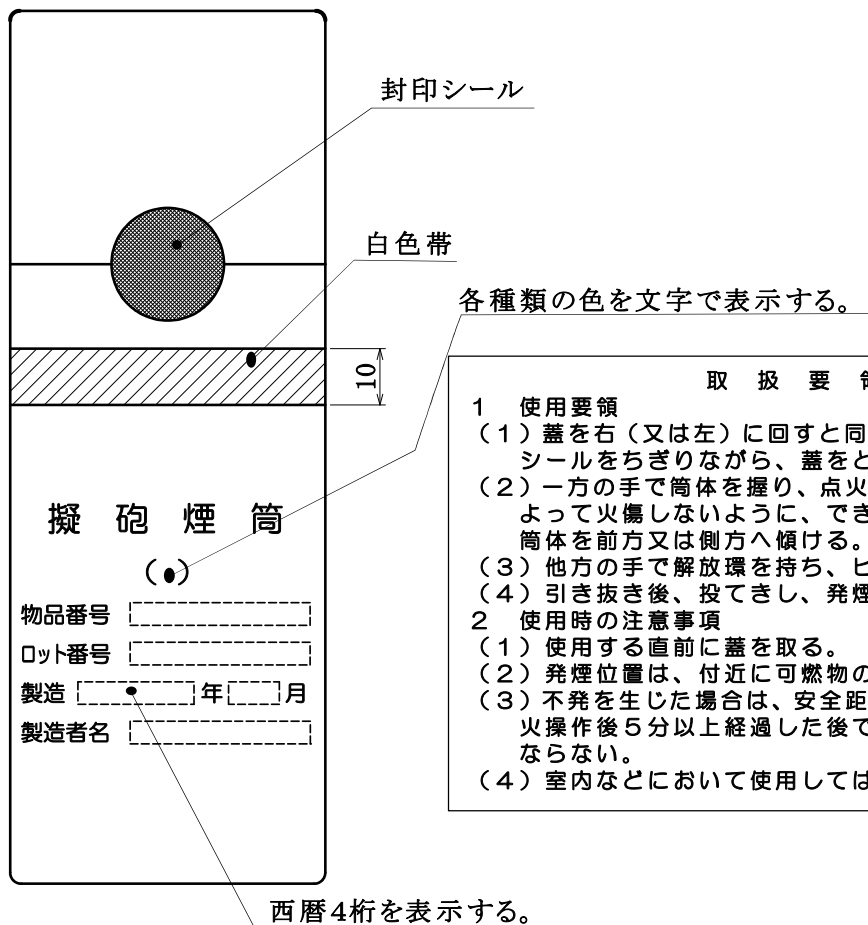 封印シール
白色帯
各種類の色を文字で表示する。
10
擬砲煙筒
( )
物品番号
ロット番号
製造 年 月
製造者名
西暦4桁を表示する。
取扱要
1 使用要領
(1)蓋を右(又は左)に回すと同
シールをちぎりながら、蓋をと
(2)一方の手で筒体を握り、点火
よって火傷しないように、でき
筒体を前方又は側方へ傾ける。
(3)他方の手で解放環を持ち、ヒ
(4)引き抜き後、投てきし、発煙
2 使用時の注意事項
(1)使用する直前に蓋を取る。
(2)発煙位置は、付近に可燃物の
(3)不発を生じた場合は、安全距
火操作後5分以上経過した後で
ならない。
(4)室内などにおいて使用しては